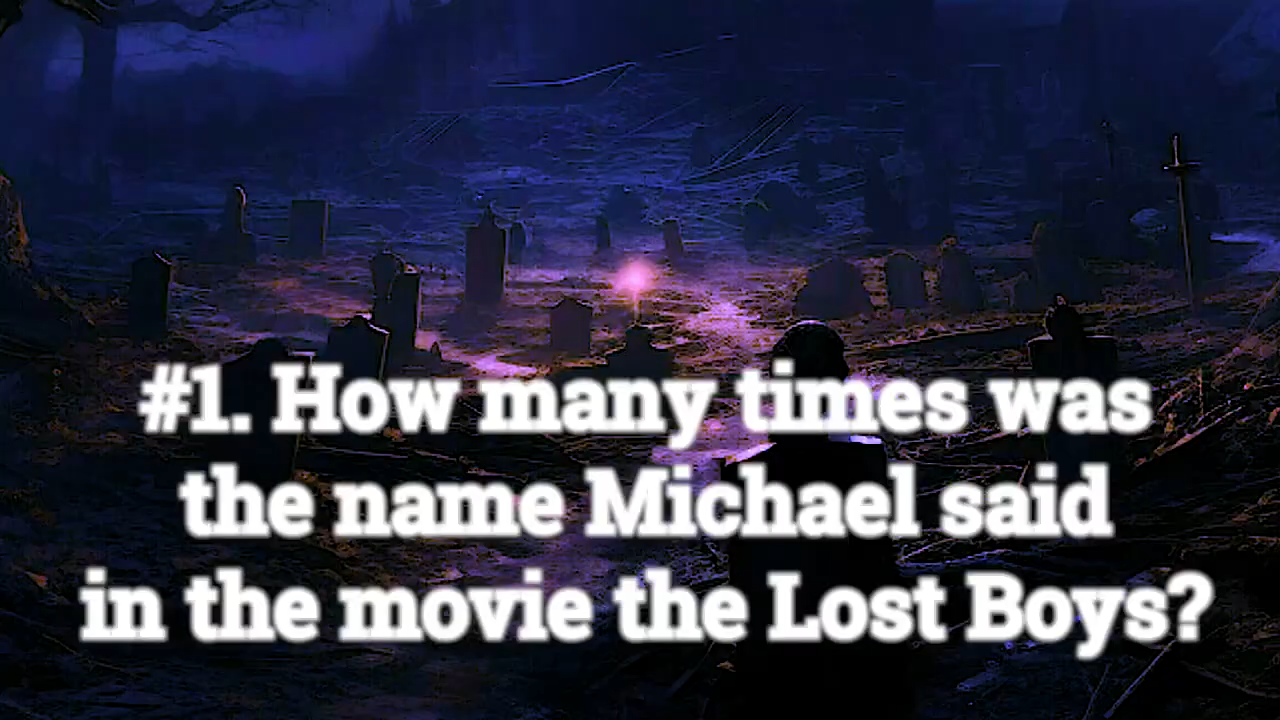 #1. How many times was
the name Michael said
in the movie the Lost Boys?